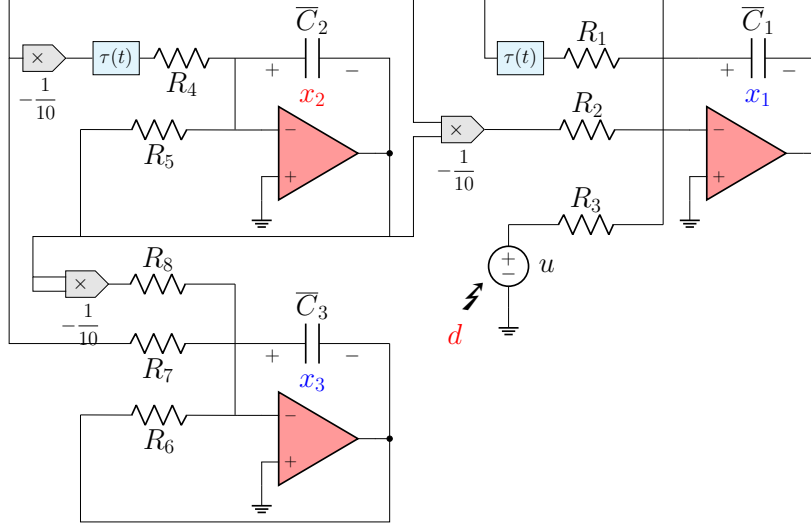 C̅₂
C̅₁
×
τ(t)
R₄
+
−
x₂
τ(t)
R₁
+
−
x₁
−1/10
R₅
−
+
×
−1/10
R₂
−
+
R₃
×
−1/10
R₈
+
−
u
d
C̅₃
R₇
+
−
x₃
R₆
−
+